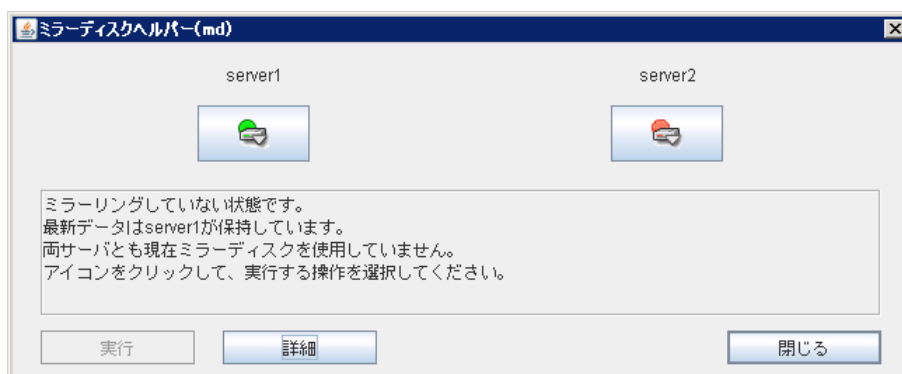 ミラーディスクヘルパー(md)
server1
server2
ミラーリングしていない状態です。
最新データはserver1が保持しています。
両サーバとも現在ミラーディスクを使用していません。
アイコンをクリックして、実行する操作を選択してください。
実行
詳細
閉じる